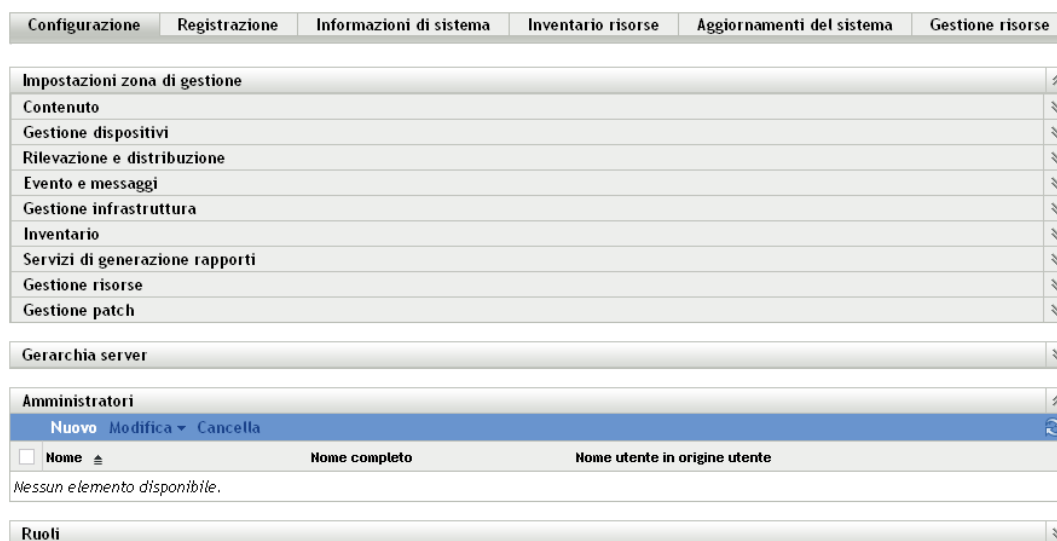 Configurazione Registrazione Informazioni di sistema Inventario risorse Aggiornamenti del sistema Gestione risorse
Impostazioni zona di gestione
Contenuto
Gestione dispositivi
Rilevazione e distribuzione
Evento e messaggi
Gestione infrastruttura
Inventario
Servizi di generazione rapporti
Gestione risorse
Gestione patch
Gerarchia server
Amministratori
Nuovo Modifica Cancella
Nome Nome completo Nome utente in origine utente
Nessun elemento disponibile.
Ruoli